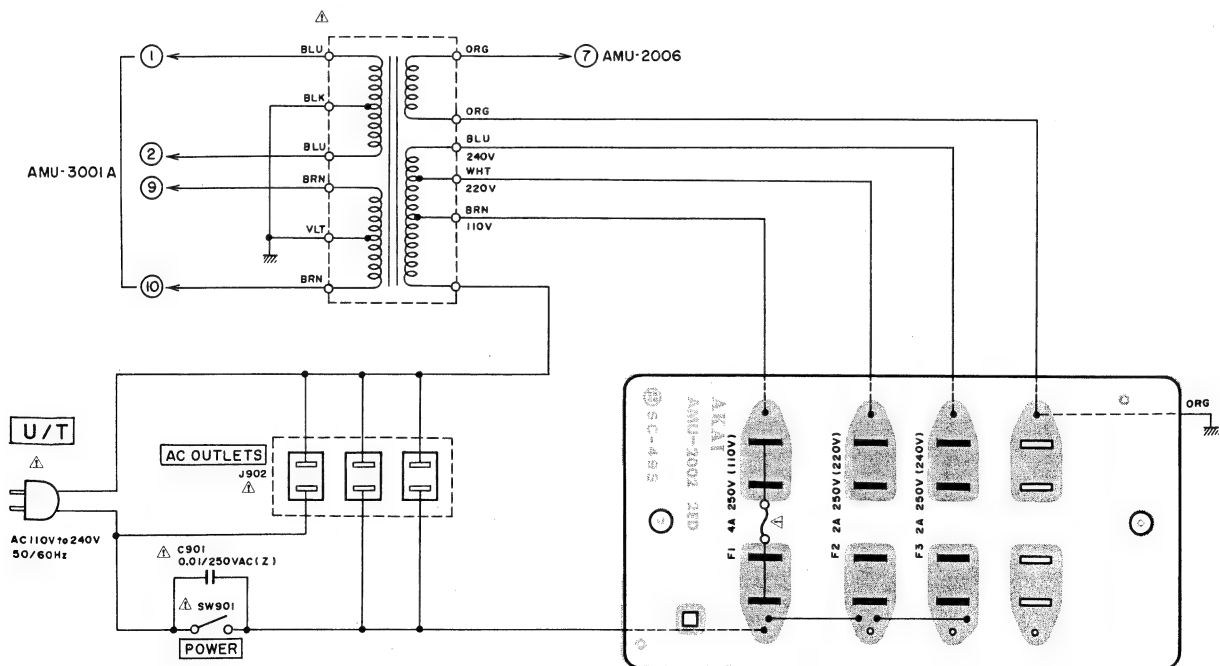 BLU
ORG
1
7 AMU-2006
BLK
ORG
BLU
240V
2
BLU
WHT
220V
AMU-3001A
9
BRN
BRN
110V
VLT
10
BRN
U/T
AC OUTLETS
J902
AC110V to 240V
50/60Hz
C901
0.01/250VAC(Z)
SW901
POWER
AKAI
AMU-2002 2ED
SC-495
F1 4A 250V (110V)
F2 2A 250V (220V)
F3 2A 250V (240V)
ORG